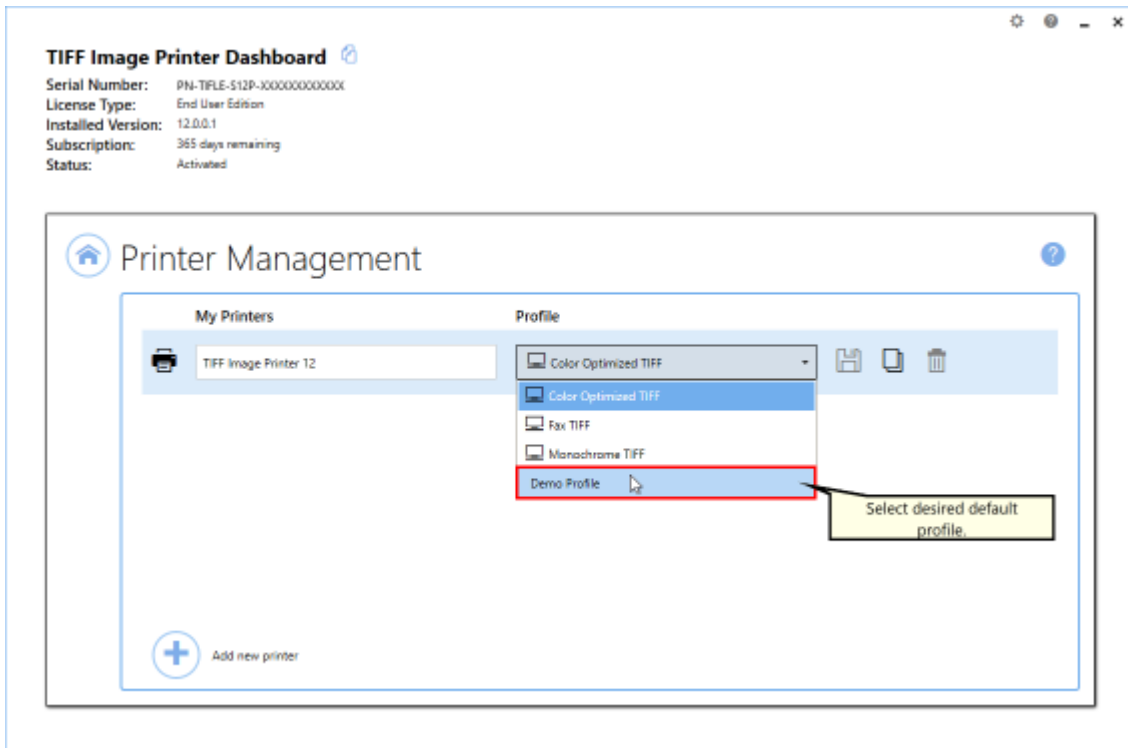 TIFF Image Printer Dashboard
Serial Number: PN-TIFLE-S12P-XXXXXXXXXXXX
License Type: End User Edition
Installed Version: 12.0.0.1
Subscription: 365 days remaining
Status: Activated
Printer Management
My Printers Profile
TIFF Image Printer 12 Color Optimized TIFF
Color Optimized TIFF
Fax TIFF
Monochrome TIFF
Demo Profile
Select desired default
profile.
Add new printer